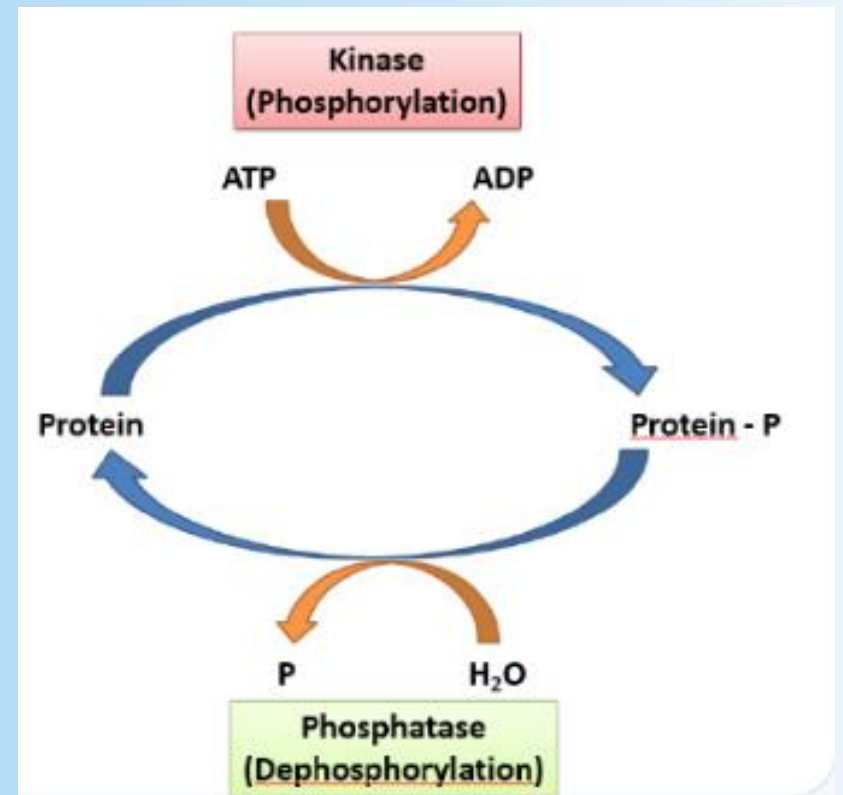 Kinase
(Phosphorylation)
ATP
ADP
Protein
Protein - P
P
H₂O
Phosphatase
(Dephosphorylation)